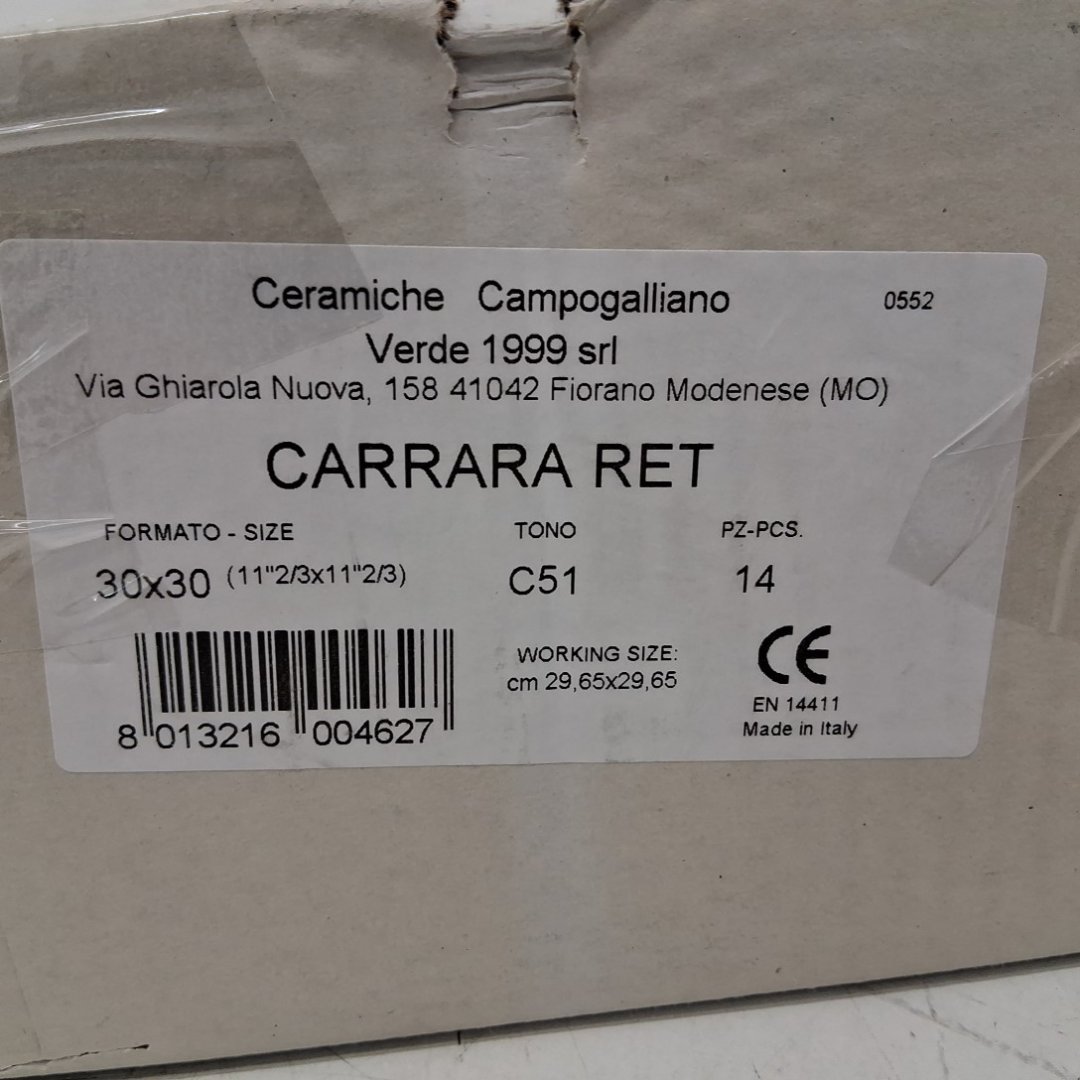 Ceramiche Campogalliano 0552
Verde 1999 srl
Via Ghiarola Nuova, 158 41042 Fiorano Modenese (MO)
CARRARA RET
FORMATO - SIZE TONO PZ-PCS.
30x30 (11"2/3x11"2/3) C51 14
WORKING SIZE: CE
cm 29,65x29,65
EN 14411
8 013216 004627 Made in Italy